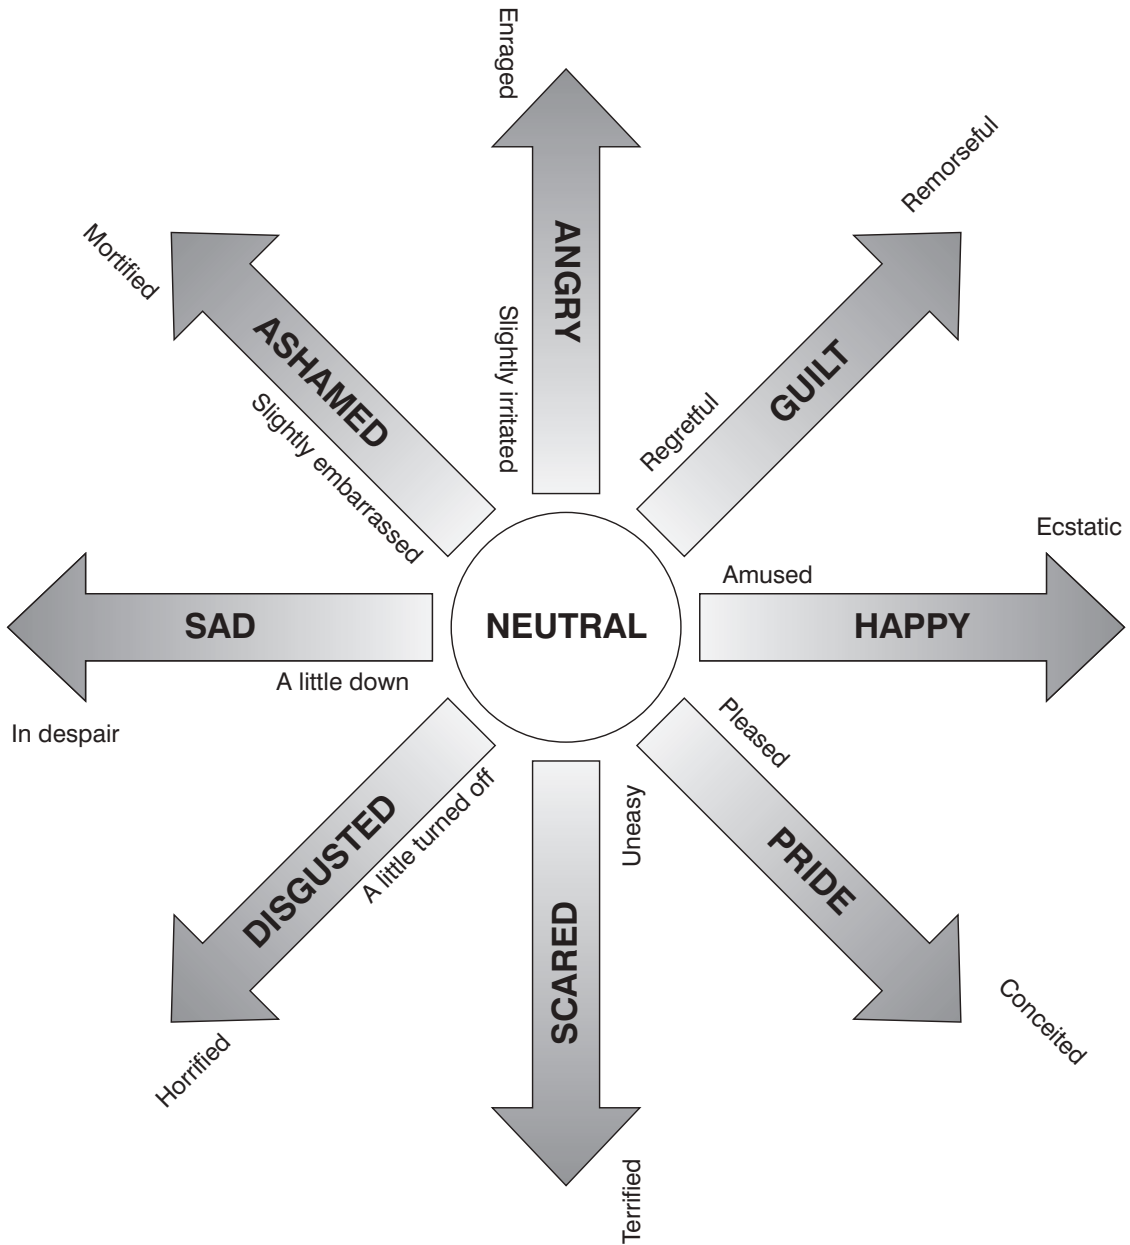 Enraged
ANGRY
Slightly irritated
Remorseful
GUILT
Regretful
Mortified
ASHAMED
Slightly embarrassed
Ecstatic
Amused
HAPPY
NEUTRAL
SAD
A little down
In despair
Pleased
PRIDE
Conceited
Uneasy
SCARED
Terrified
A little turned off
DISGUSTED
Horrified